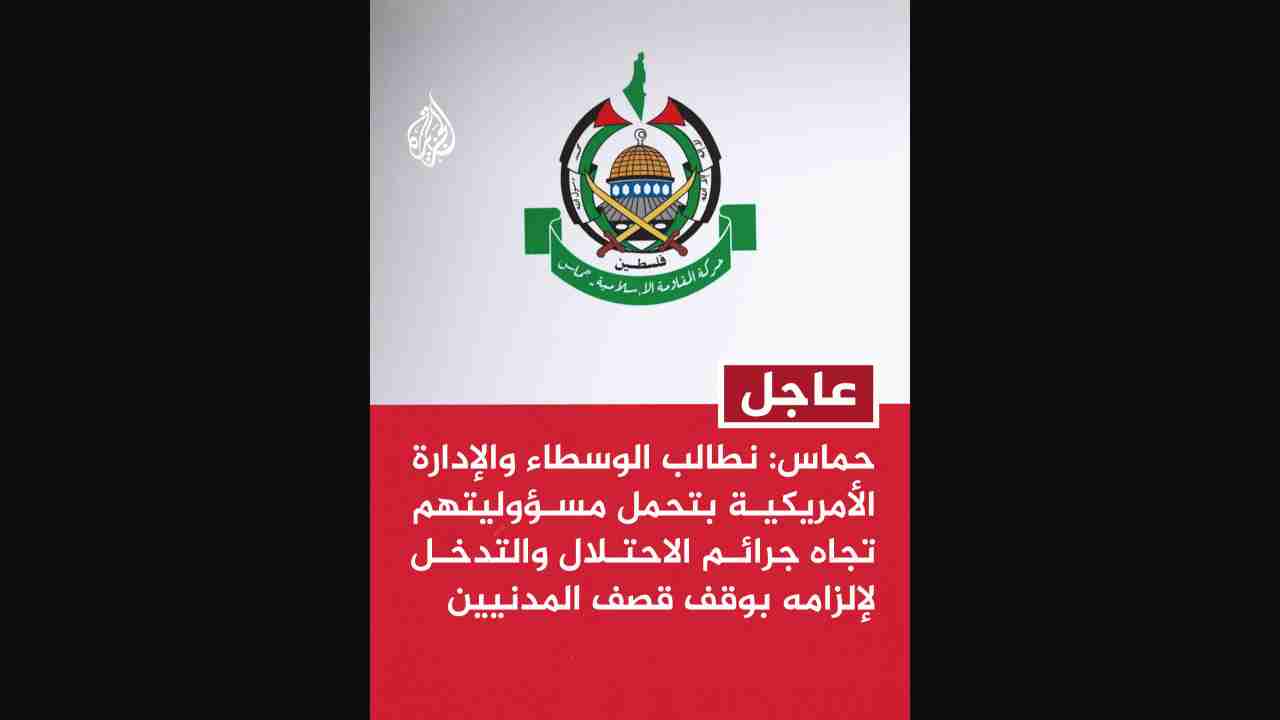 الجزيرة
فلسطين
حركة المقاومة الإسلامية - حماس
عاجل
حماس: نطالب الوسطاء والإدارة
الأمريكية بتحمل مسؤوليتهم
تجاه جرائم الاحتلال والتدخل
لإلزامه بوقف قصف المدنيين